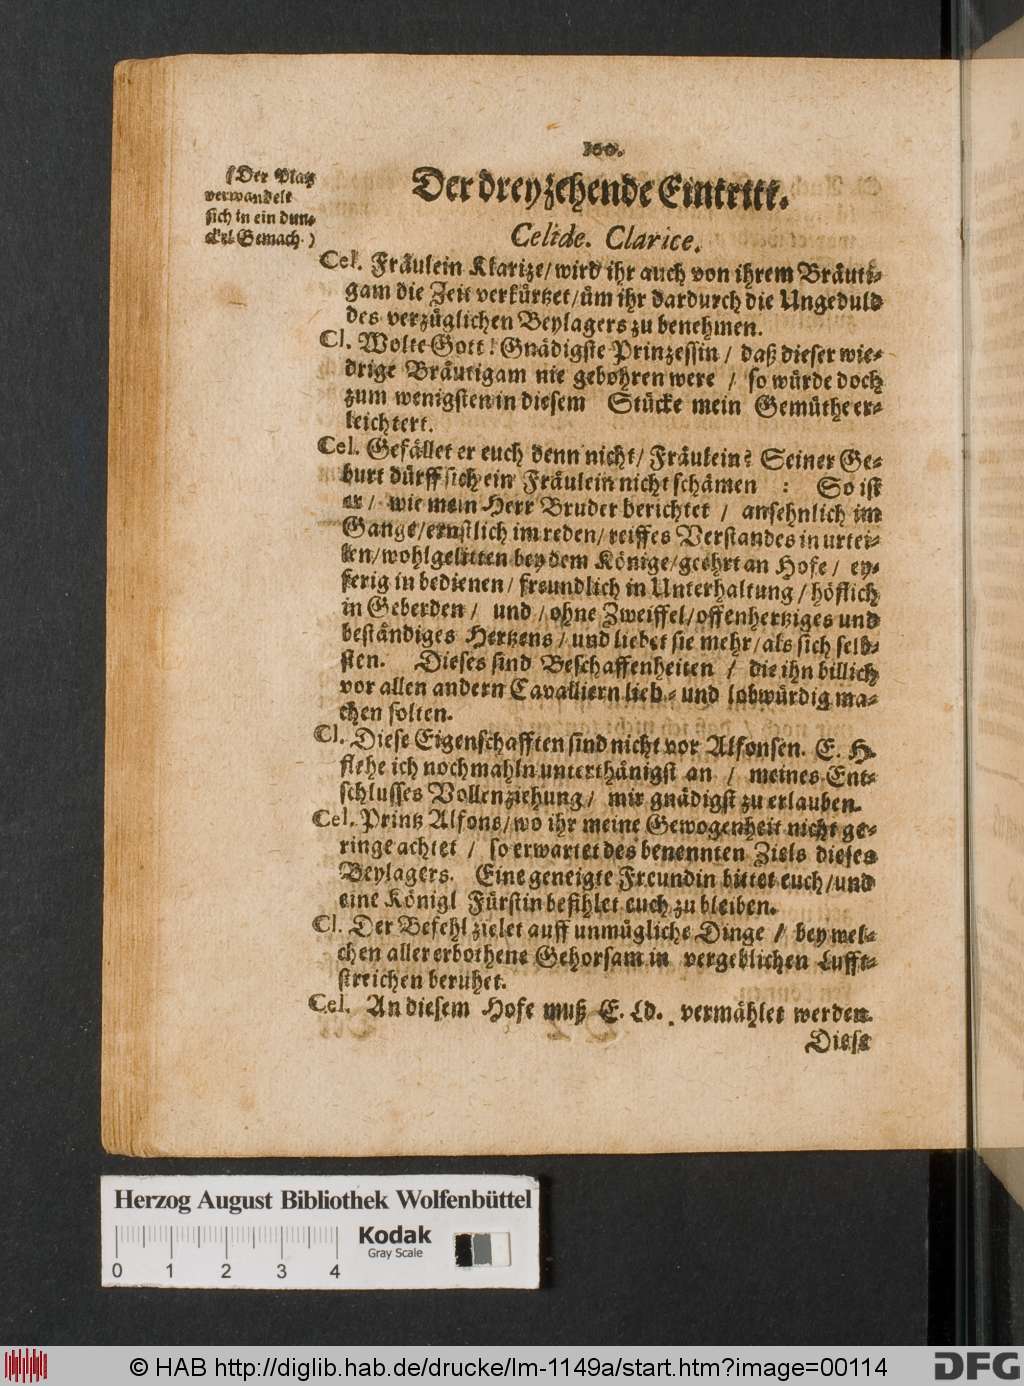 100.
(Der Platz
verwandelt
sich in ein dun-
ckel Gemach.)
Der dreyzehende Eintritt.
Celide. Clarice.
Cel. Fräulein Klarize/ wird ihr auch von ihrem Bräuti-
gam die Zeit verkürtzet/ üm ihr dardurch die Ungeduld
des verzüglichen Beylagers zu benehmen.
Cl. Wolte Gott! Gnädigste Prinzessin / daß dieser wie-
drige Bräutigam nie gebohren were / so würde doch
zum wenigsten in diesem Stücke mein Gemüthe er-
leichtert.
Cel. Gefället er euch denn nicht/ Fräulein? Seiner Ge-
burt dürff sich ein Fräulein nicht schämen : So ist
er / wie mein Herr Bruder berichtet / ansehnlich im
Gange/ ernstlich im reden/ reiffes Verstandes in urtei-
len/ wohlgelitten bey dem Könige/ geehrt an Hofe / ey-
ferig in bedienen/ freundlich in Unterhaltung / höflich
in Geberden / und / ohne Zweiffel/ offenhertziges und
beständiges Hertzens / und liebet sie mehr/ als sich selb-
sten. Dieses sind Beschaffenheiten / die ihn billich
vor allen andern Cavalliern lieb- und lobwürdig ma-
chen solten.
Cl. Diese Eigenschafften sind nicht vor Alfonsen. E. H.
flehe ich nochmahln unterthänigst an / meines Ent-
schlusses Vollenziehung/ mir gnädigst zu erlauben.
Cel. Printz Alfons/ wo ihr meine Gewogenheit nicht ge-
ringe achtet / so erwartet des benennten Ziels dieses
Beylagers. Eine geneigte Freundin bittet euch/ und
eine Königl Fürstin befihlet euch zu bleiben.
Cl. Der Befehl zielet auff unmügliche Dinge / bey wel-
chen aller erbothene Gehorsam in vergeblichen Lufft-
streichen beruhet.
Cel. An diesem Hofe muß E. Ld. vermählet werden.
Diese
Herzog August Bibliothek Wolfenbüttel
Kodak
Gray Scale
0 1 2 3 4
© HAB http://diglib.hab.de/drucke/lm-1149a/start.htm?image=00114
DFG